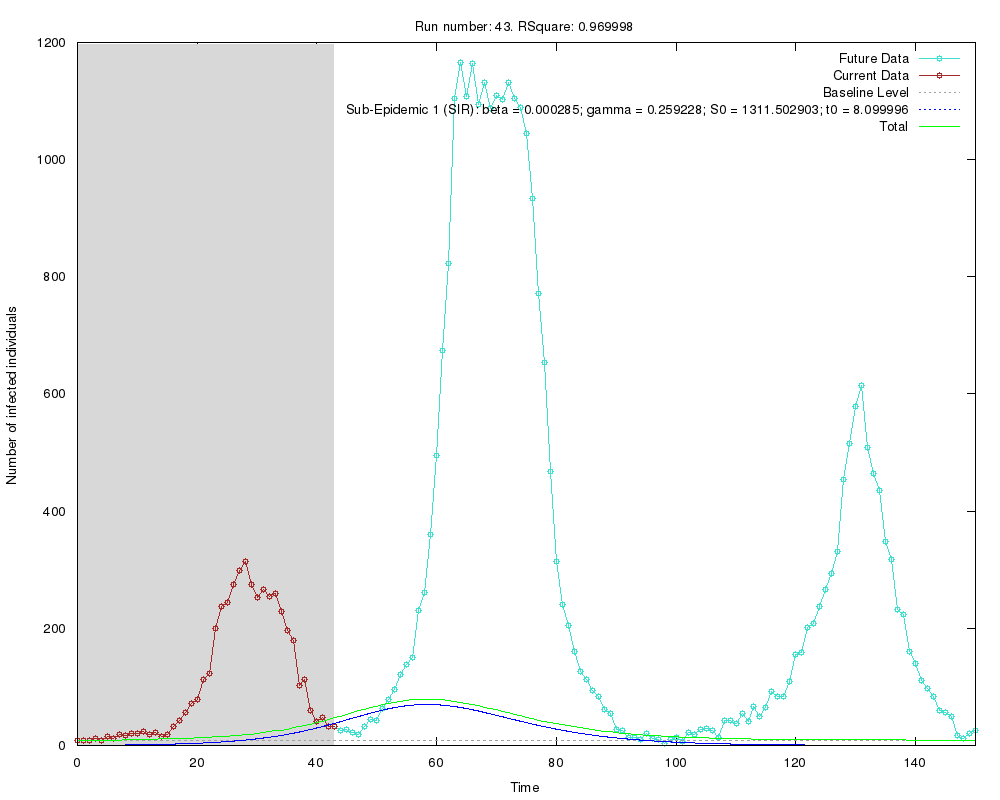 Run number: 43. RSquare: 0.969998
Future Data
Current Data
Baseline Level
Sub-Epidemic 1 (SIR): beta = 0.000285; gamma = 0.259228; S0 = 1311.502903; t0 = 8.099996
Total
1200
1000
800
600
400
200
0
Number of infected individuals
0 20 40 60 80 100 120 140
Time